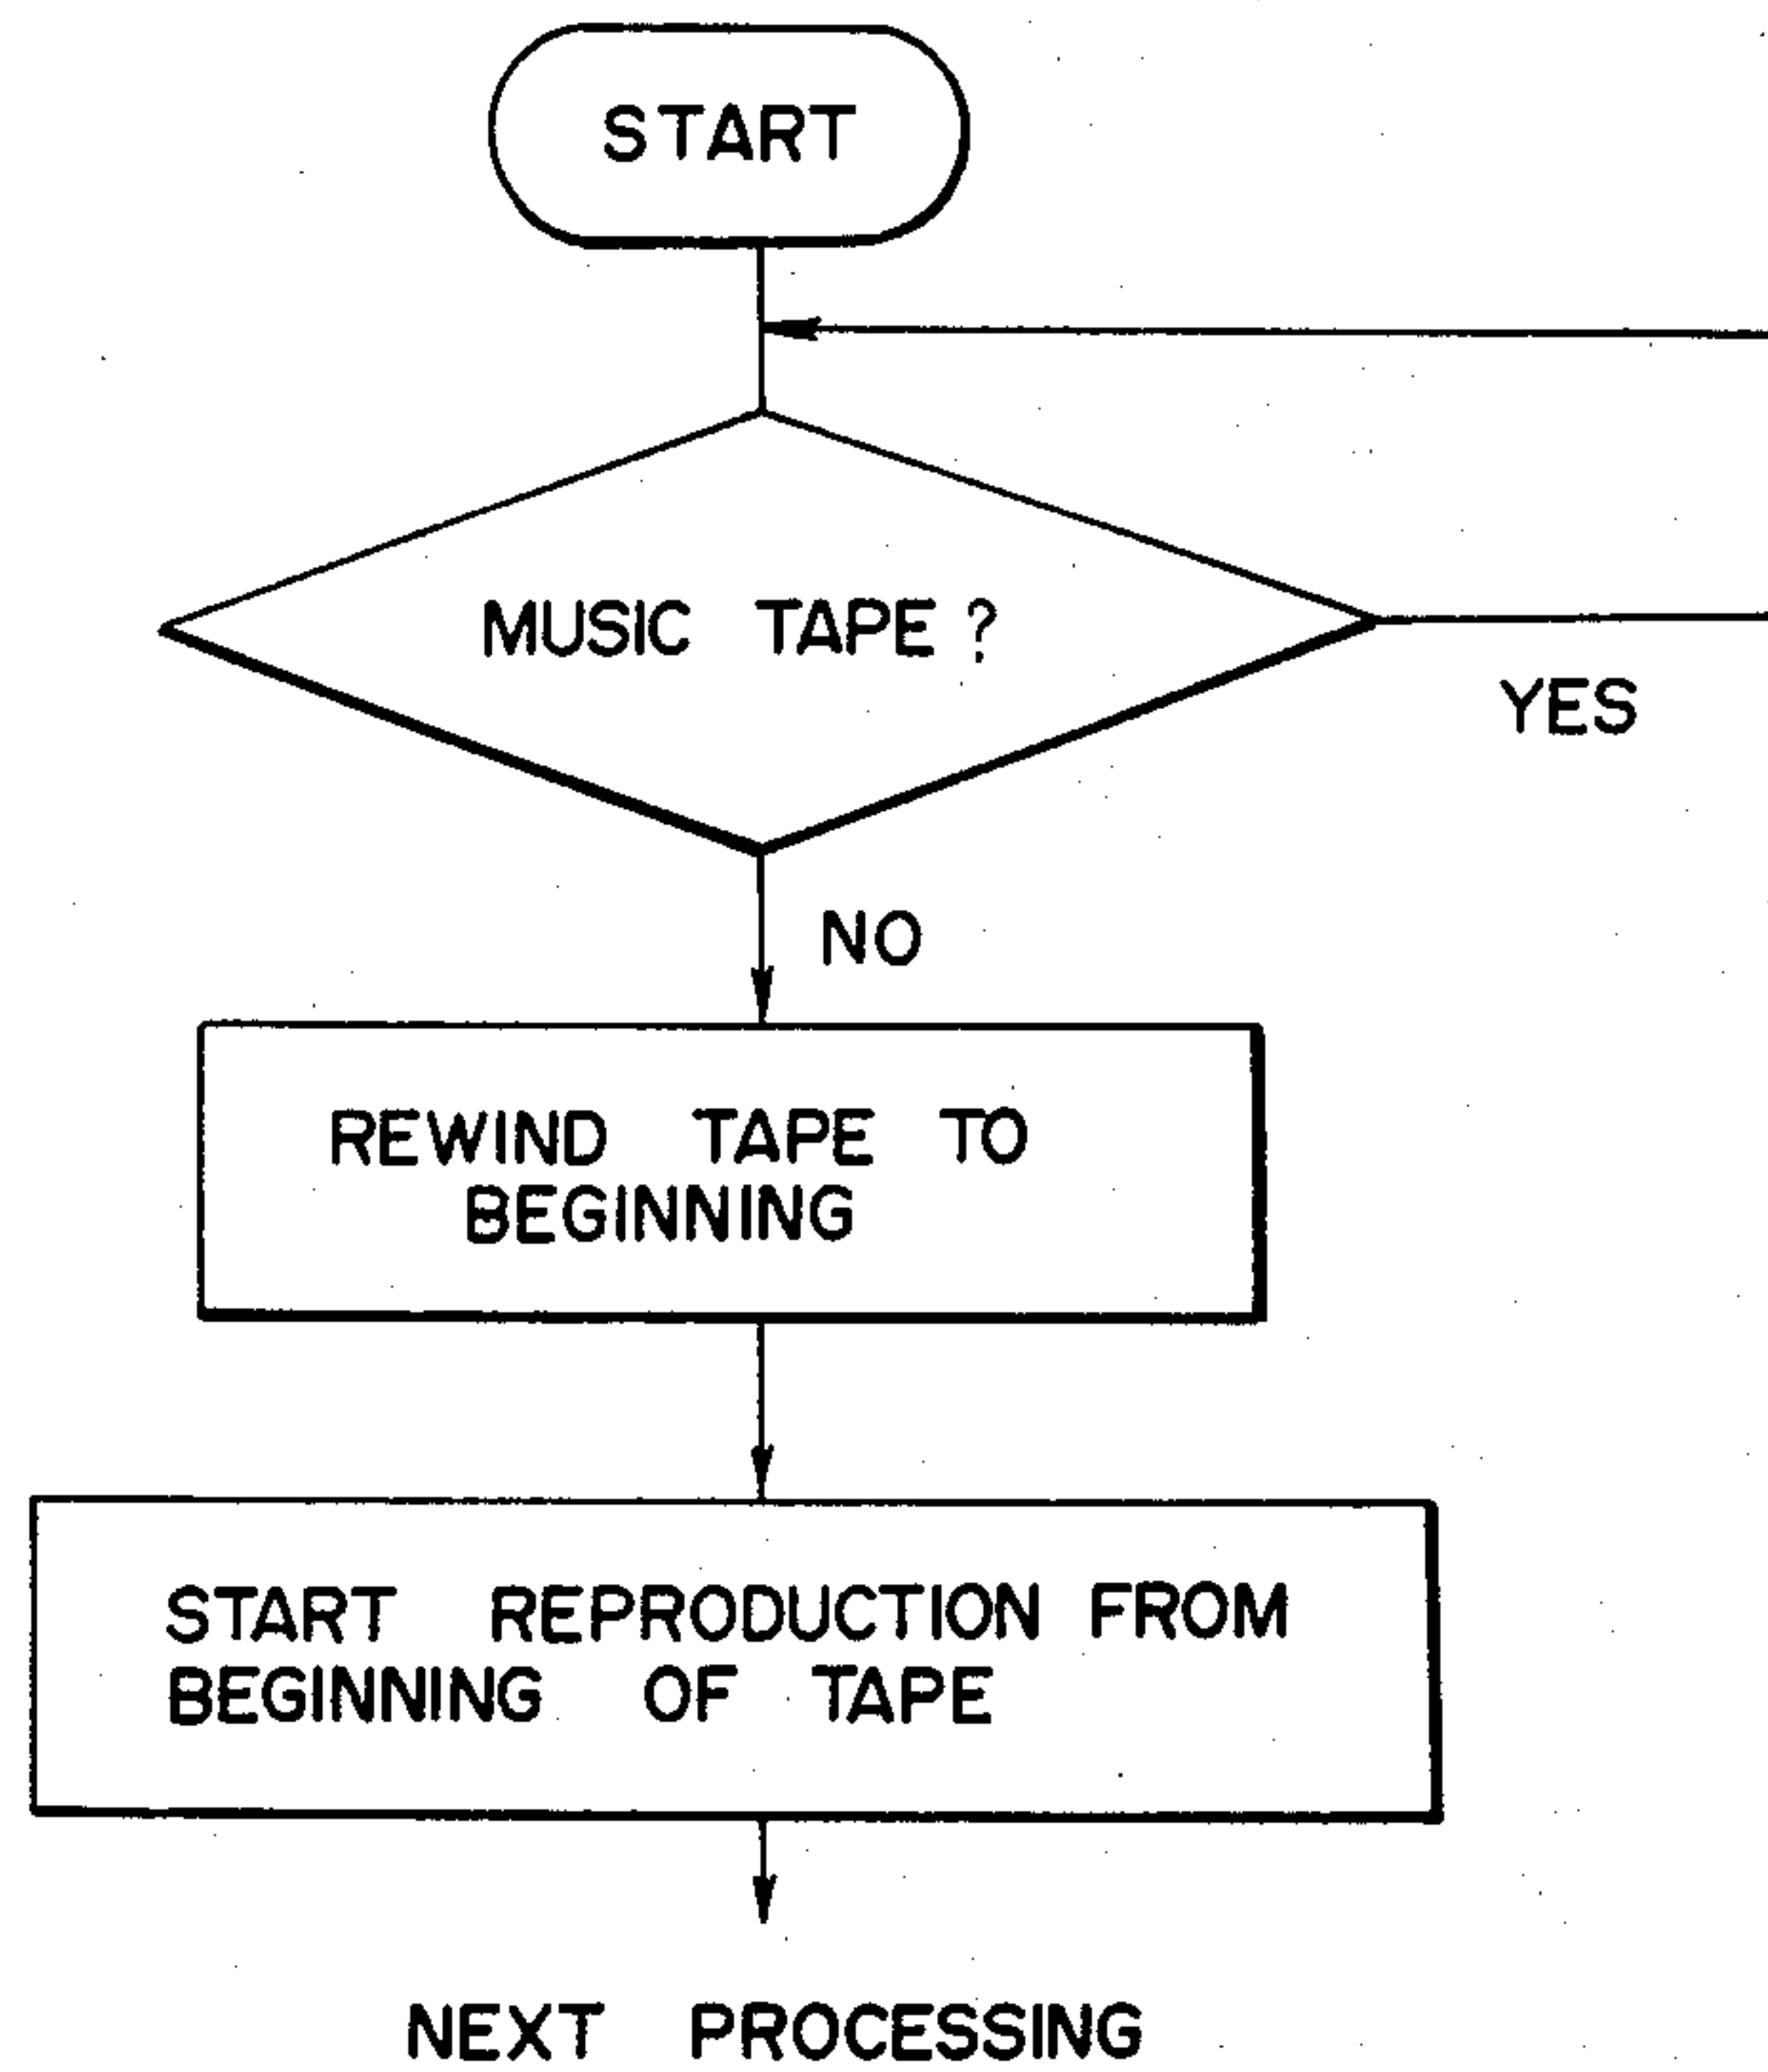 START
MUSIC TAPE ?
YES
NO
REWIND TAPE TO
BEGINNING
START REPRODUCTION FROM
BEGINNING OF TAPE
NEXT PROCESSING